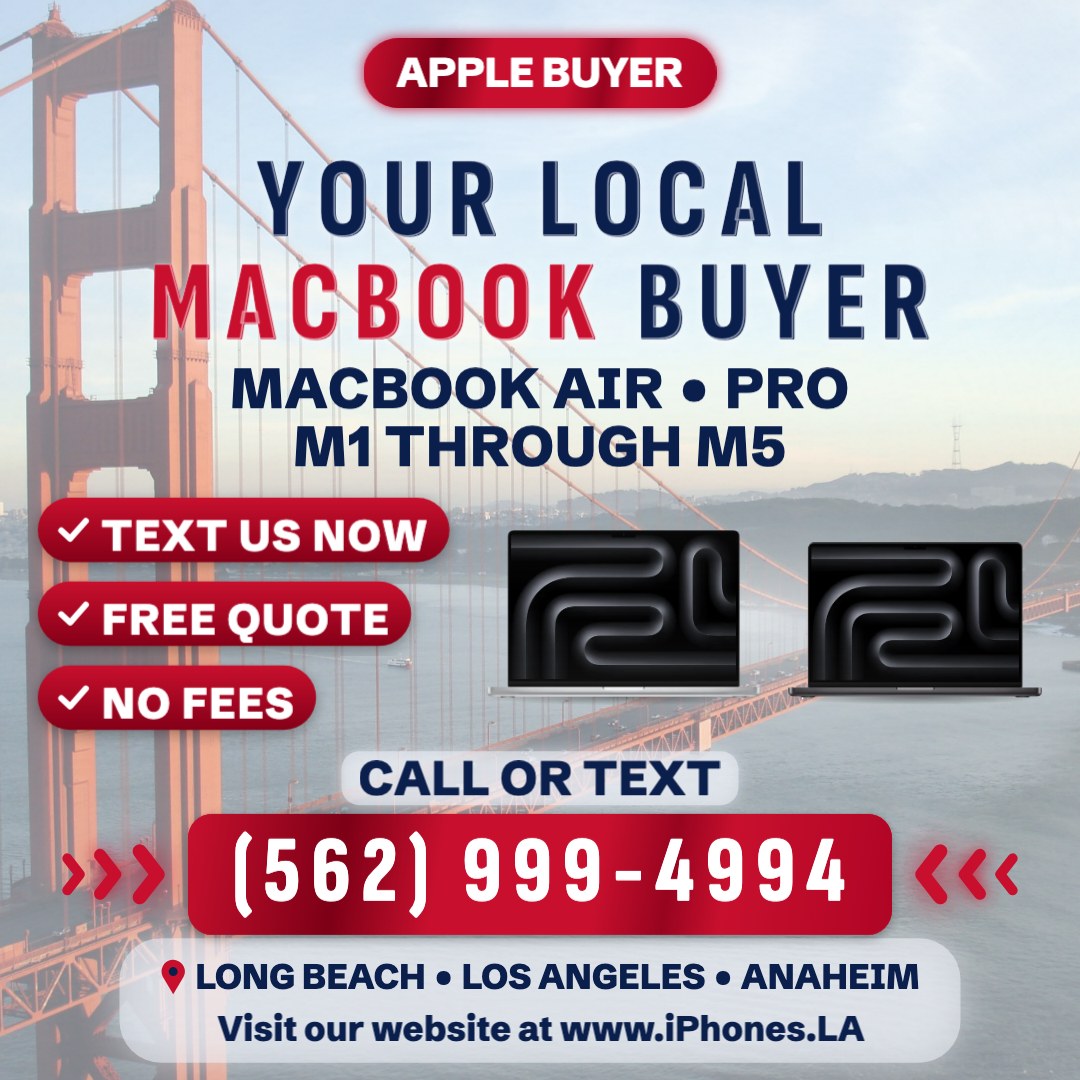 APPLE BUYER
YOUR LOCAL
MACBOOK BUYER
MACBOOK AIR • PRO
M1 THROUGH M5
TEXT US NOW
FREE QUOTE
NO FEES
CALL OR TEXT
(562) 999-4994
LONG BEACH • LOS ANGELES • ANAHEIM
Visit our website at www.iPhones.LA